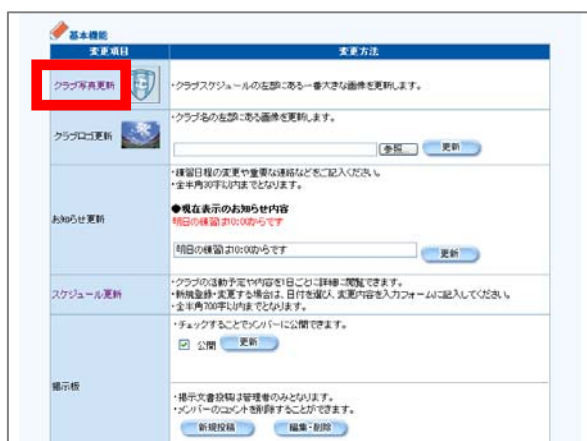 基本機能
変更項目
変更方法
クラブ写真更新
・クラブスケジュールの左部にある一番大きな画像を更新します。
クラブロゴ更新
・クラブ名の左部にある画像を更新します。
参照...
更新
お知らせ更新
・練習日程の変更や重要な連絡などをご記入ください。
・全半角30字以内までとなります。
●現在表示のお知らせ内容
明日の練習は10:00からです
明日の練習は10:00からです
更新
スケジュール更新
・クラブの活動予定や内容を1日ごとに詳細に閲覧できます。
・新規登録・変更する場合は、日付を選び、変更内容を入力フォームに記入してください。
・全半角700字以内までとなります。
掲示板
・チェックすることでメンバーに公開できます。
公開
更新
・掲示文書投稿は管理者のみとなります。
・メンバーのコメントを削除することができます。
新規投稿
編集・削除